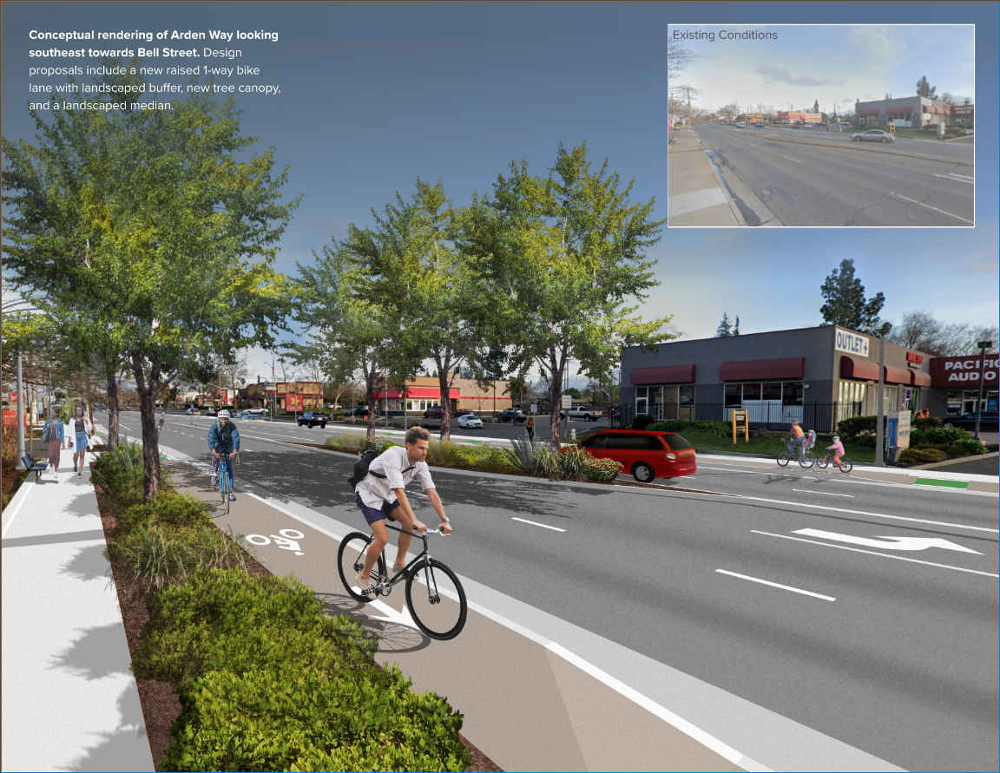 Conceptual rendering of Arden Way looking
southeast towards Bell Street. Design
proposals include a new raised 1-way bike
lane with landscaped buffer, new tree canopy,
and a landscaped median.
Existing Conditions
OUTLET+
PACIFIC
AUDIO